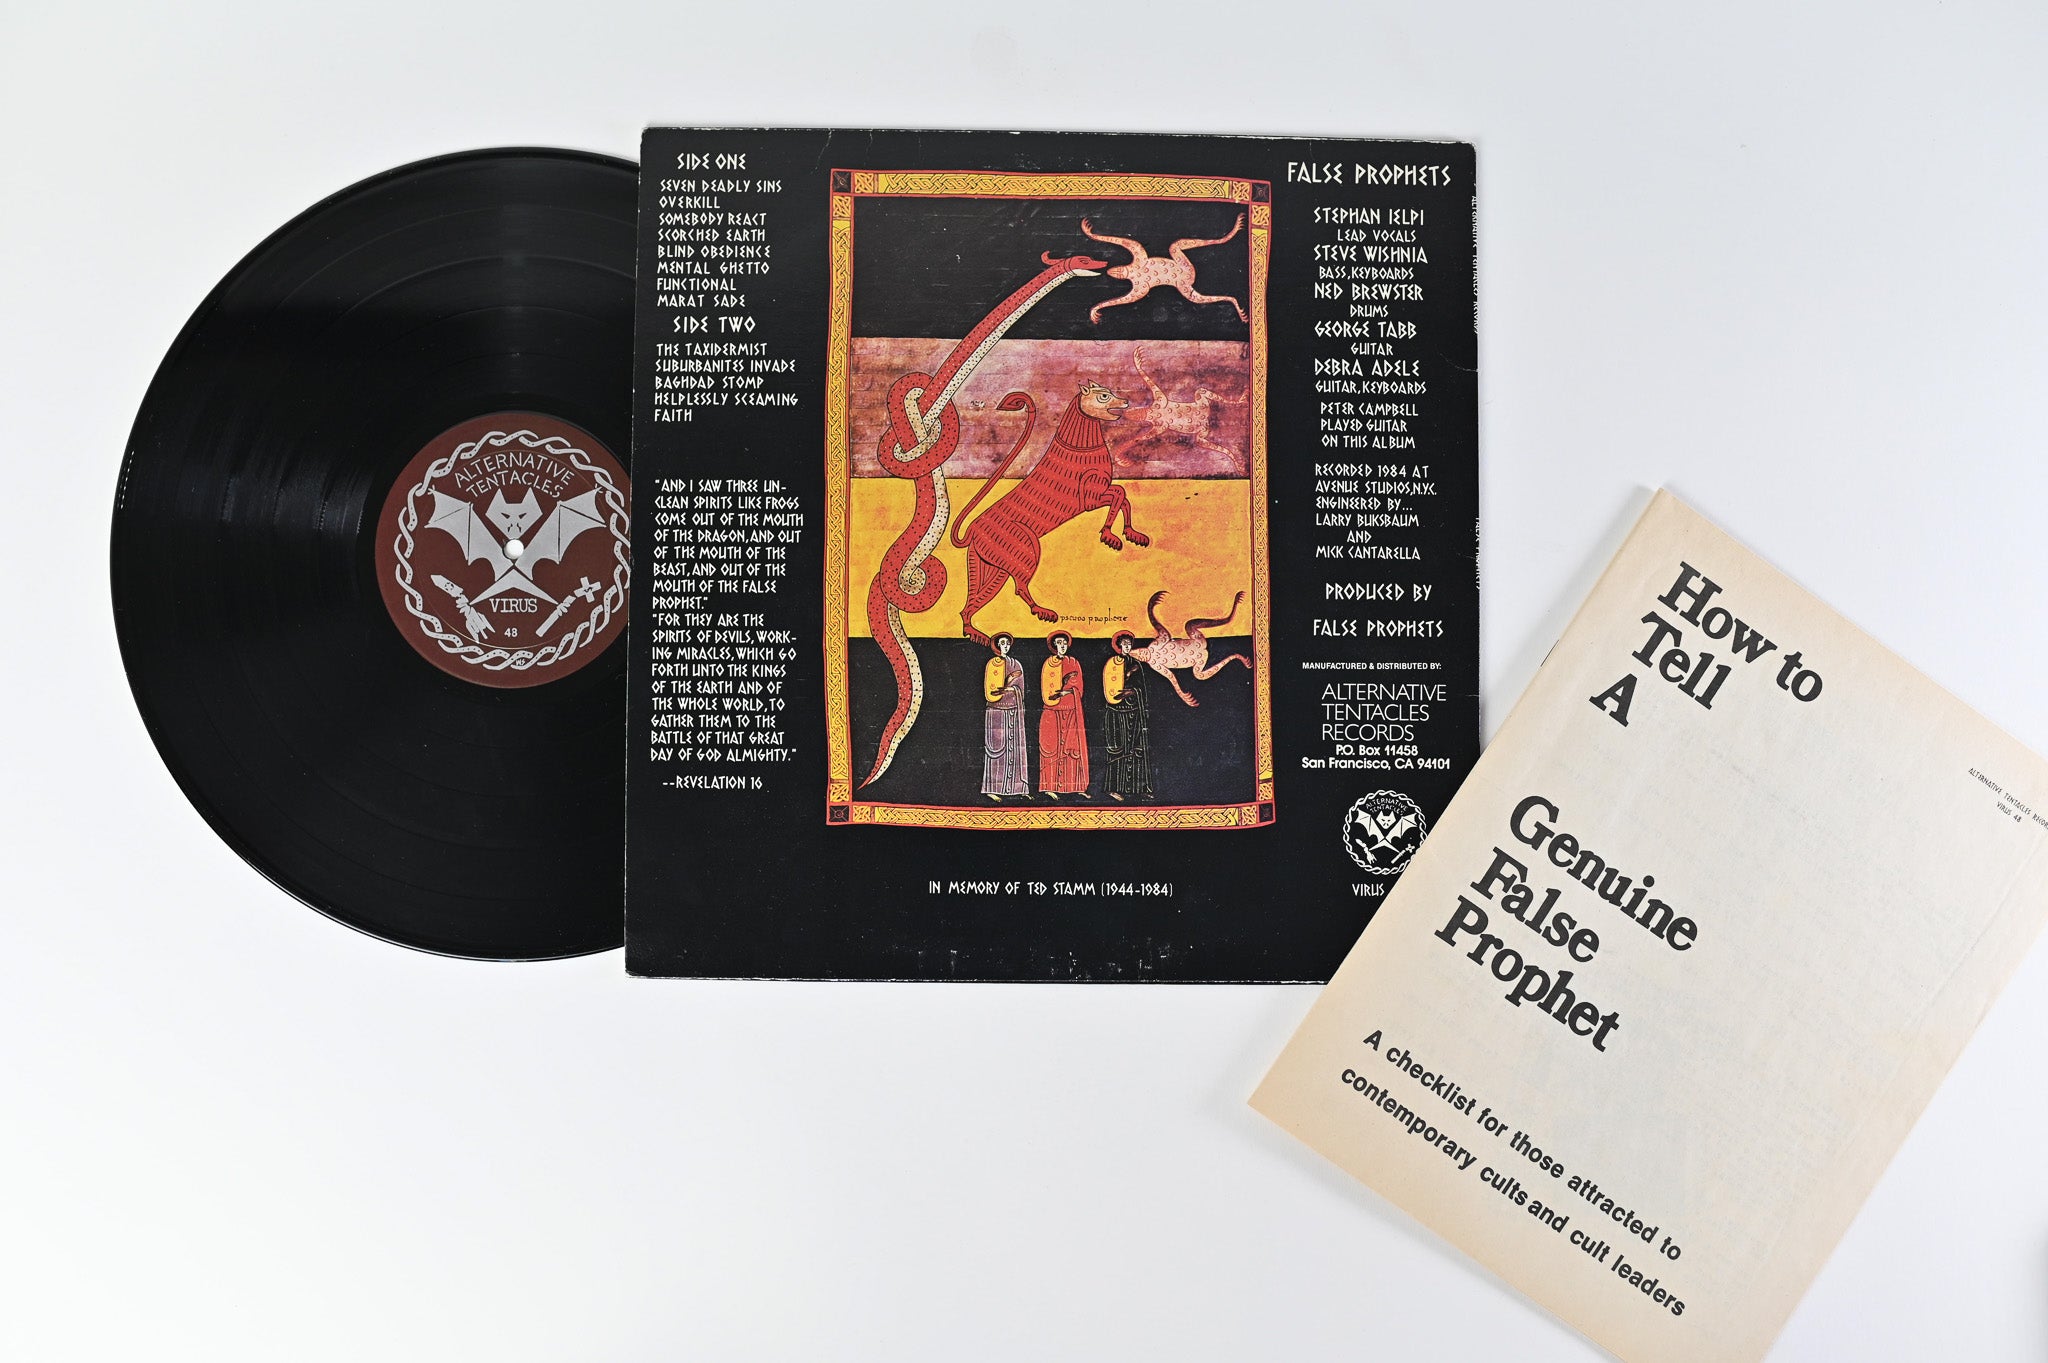 ALTERNATIVE
TENTACLES
VIRUS
48
WS
SIDE ONE
SEVEN DEADLY SINS
OVERKILL
SOMEBODY REACT
SCORCHED EARTH
BLIND OBEDIENCE
MENTAL GHETTO
FUNCTIONAL
MARAT SADE
SIDE TWO
THE TAXIDERMIST
SUBURBANITES INVADE
BAGHDAD STOMP
HELPLESSLY SCEAMING
FAITH
"AND I SAW THREE UN-
CLEAN SPIRITS LIKE FROGS
COME OUT OF THE MOUTH
OF THE DRAGON, AND OUT
OF THE MOUTH OF THE
BEAST, AND OUT OF THE
MOUTH OF THE FALSE
PROPHET."
"FOR THEY ARE THE
SPIRITS OF DEVILS, WORK-
ING MIRACLES, WHICH GO
FORTH UNTO THE KINGS
OF THE EARTH AND OF
THE WHOLE WORLD, TO
GATHER THEM TO THE
BATTLE OF THAT GREAT
DAY OF GOD ALMIGHTY."
--REVELATION 16
IN MEMORY OF TED STAMM (1944-1984)
FALSE PROPHETS
STEPHAN IELPI
LEAD VOCALS
STEVE WISHNIA
BASS, KEYBOARDS
NED BREWSTER
DRUMS
GEORGE TABB
GUITAR
DEBRA ADELE
GUITAR, KEYBOARDS
PETER CAMPBELL
PLAYED GUITAR
ON THIS ALBUM
RECORDED 1984 AT
AVENUE STUDIOS, N.Y.C.
ENGINEERED BY...
LARRY BUKSBAUM
AND
MICK CANTARELLA
PRODUCED BY
FALSE PROPHETS
MANUFACTURED & DISTRIBUTED BY:
ALTERNATIVE
TENTACLES
RECORDS
P.O. Box 11458
San Francisco, CA 94101
ALTERNATIVE
TENTACLES
VIRUS
How to
Tell
A
Genuine
False
Prophet
A checklist for those attracted to
contemporary cults and cult leaders
ALTERNATIVE TENTACLES RECOR
VIRUS 48